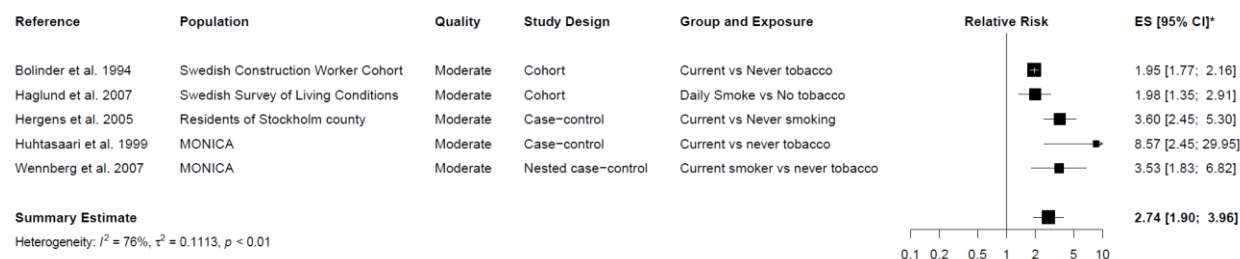 Reference Population Quality Study Design Group and Exposure Relative Risk ES [95% CI]*
Bolinder et al. 1994 Swedish Construction Worker Cohort Moderate Cohort Current vs Never tobacco 1.95 [1.77; 2.16]
Haglund et al. 2007 Swedish Survey of Living Conditions Moderate Cohort Daily Smoke vs No tobacco 1.98 [1.35; 2.91]
Hergens et al. 2005 Residents of Stockholm county Moderate Case−control Current vs Never smoking 3.60 [2.45; 5.30]
Huhtasaari et al. 1999 MONICA Moderate Case−control Current vs never tobacco 8.57 [2.45; 29.95]
Wennberg et al. 2007 MONICA Moderate Nested case−control Current smoker vs never tobacco 3.53 [1.83; 6.82]
Summary Estimate 2.74 [1.90; 3.96]
Heterogeneity: I² = 76%, τ² = 0.1113, p < 0.01
0.1 0.2 0.5 1 2 5 10